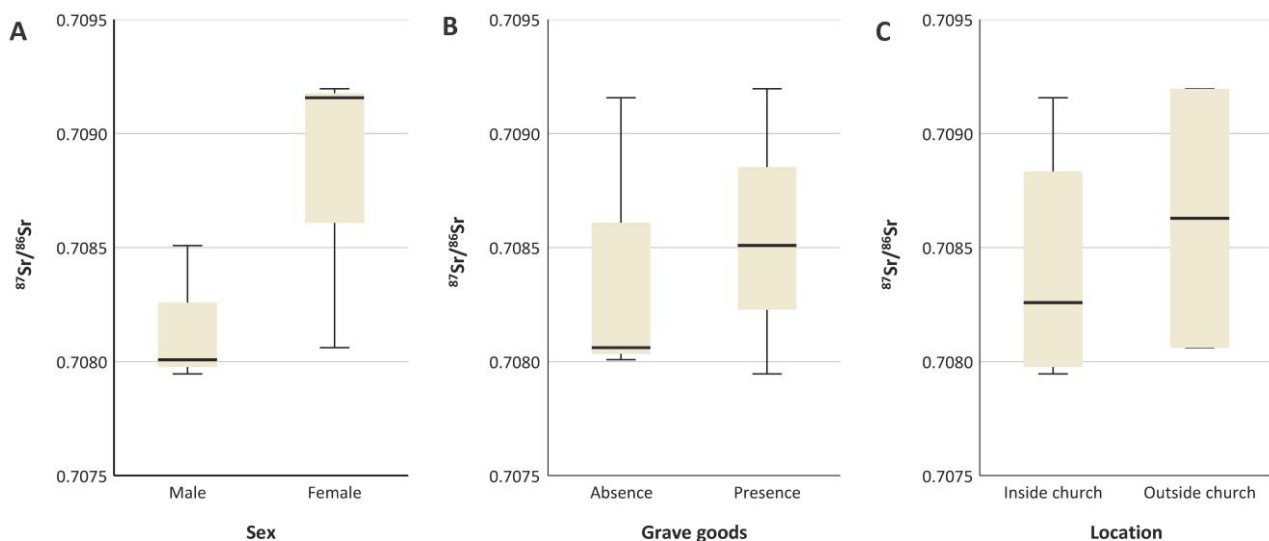 A
⁸⁷Sr/⁸⁶Sr
0.7095
0.7090
0.7085
0.7080
0.7075
Male Female
Sex
B
⁸⁷Sr/⁸⁶Sr
0.7095
0.7090
0.7085
0.7080
0.7075
Absence Presence
Grave goods
C
⁸⁷Sr/⁸⁶Sr
0.7095
0.7090
0.7085
0.7080
0.7075
Inside church Outside church
Location